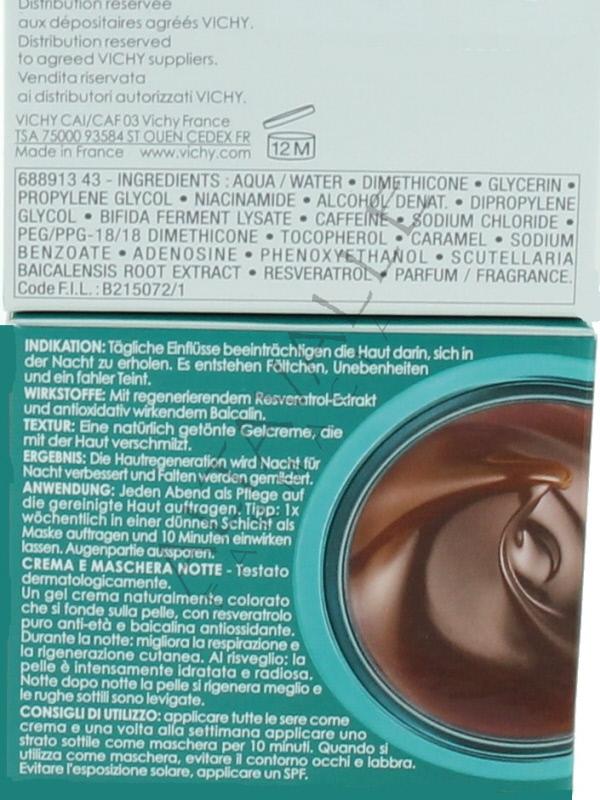 Distribution réservée
aux dépositaires agréés VICHY.
Distribution reserved
to agreed VICHY suppliers.
Vendita riservata
ai distributori autorizzati VICHY.
VICHY CAI/CAF 03 Vichy France
TSA 75000 93584 ST OUEN CEDEX FR
Made in France www.vichy.com
12 M
688913 43 - INGREDIENTS : AQUA / WATER • DIMETHICONE • GLYCERIN •
PROPYLENE GLYCOL • NIACINAMIDE • ALCOHOL DENAT. • DIPROPYLENE
GLYCOL • BIFIDA FERMENT LYSATE • CAFFEINE • SODIUM CHLORIDE •
PEG/PPG-18/18 DIMETHICONE • TOCOPHEROL • CARAMEL • SODIUM
BENZOATE • ADENOSINE • PHENOXYETHANOL • SCUTELLARIA
BAICALENSIS ROOT EXTRACT • RESVERATROL • PARFUM / FRAGRANCE.
Code F.I.L. : B215072/1
INDIKATION: Tägliche Einflüsse beeinträchtigen die Haut darin, sich in
der Nacht zu erholen. Es entstehen Fältchen, Unebenheiten
und ein fahler Teint.
WIRKSTOFFE: Mit regenerierendem Resveratrol-Extrakt
und antioxidativ wirkendem Baicalin.
TEXTUR: Eine natürlich getönte Gelcreme, die
mit der Haut verschmilzt.
ERGEBNIS: Die Hautregeneration wird Nacht für
Nacht verbessert und Falten werden gemildert.
ANWENDUNG: Jeden Abend als Pflege auf
die gereinigte Haut auftragen. Tipp: 1x
wöchentlich in einer dünnen Schicht als
Maske auftragen und 10 Minuten einwirken
lassen. Augenpartie aussparen.
CREMA E MASCHERA NOTTE - Testato
dermatologicamente.
Un gel crema naturalmente colorato
che si fonde sulla pelle, con resveratrolo
puro anti-età e baicalina antiossidante.
Durante la notte: migliora la respirazione e
la rigenerazione cutanea. Al risveglio: la
pelle è intensamente idratata e radiosa.
Notte dopo notte la pelle si rigenera meglio e
le rughe sottili sono levigate.
CONSIGLI DI UTILIZZO: applicare tutte le sere come
crema e una volta alla settimana applicare uno
strato sottile come maschera per 10 minuti. Quando si
utilizza come maschera, evitare il contorno occhi e labbra.
Evitare l'esposizione solare, applicare un SPF.